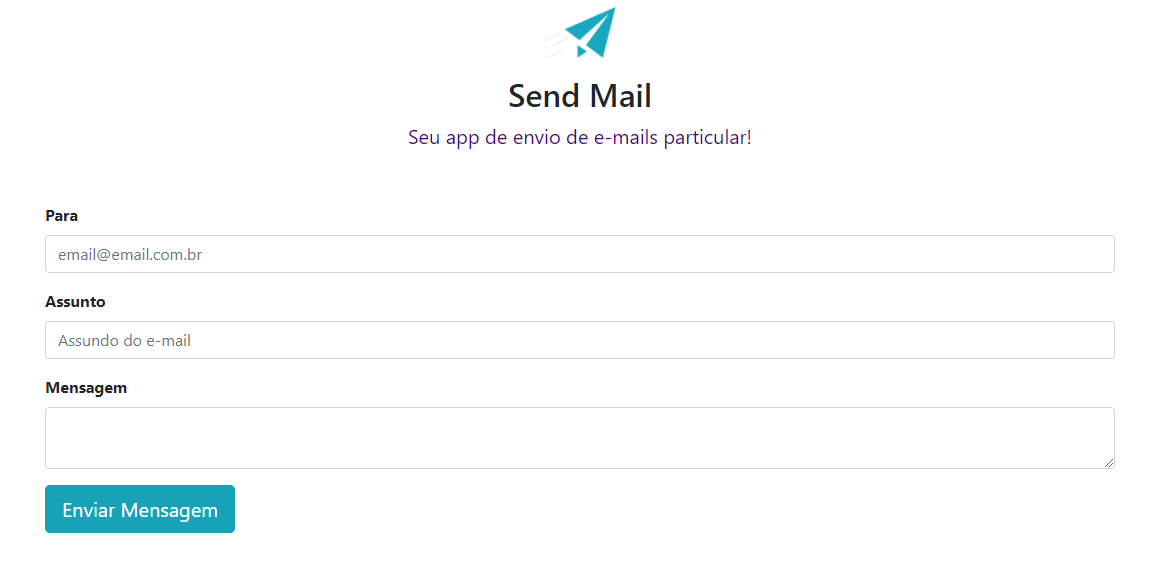 Send Mail
Seu app de envio de e-mails particular!
Para
email@email.com.br
Assunto
Assundo do e-mail
Mensagem
Enviar Mensagem